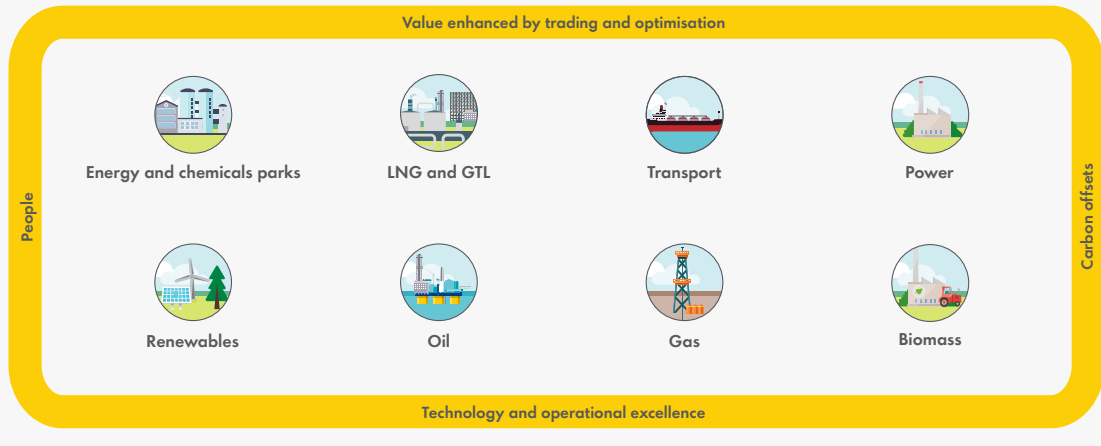 Value enhanced by trading and optimisation
Energy and chemicals parks
LNG and GTL
Transport
Power
People
Carbon offsets
Renewables
Oil
Gas
Biomass
Technology and operational excellence